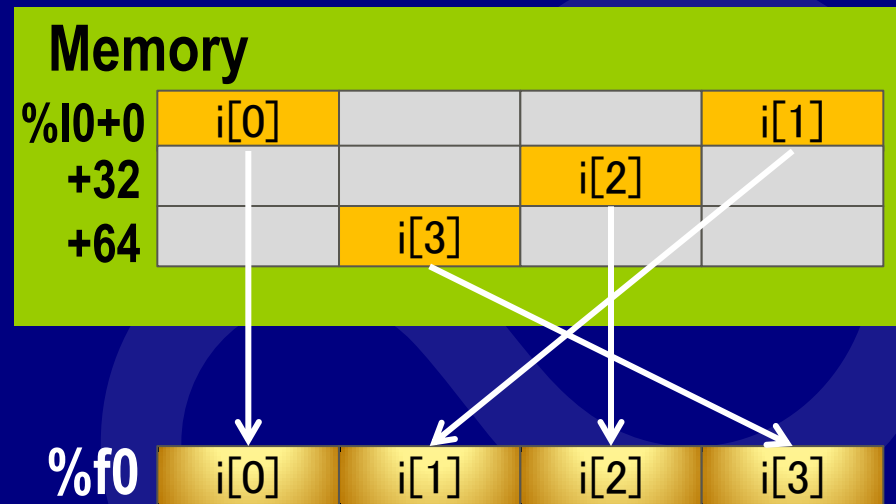 Memory
%l0+0 i[0] i[1]
+32 i[2]
+64 i[3]
%f0 i[0] i[1] i[2] i[3]